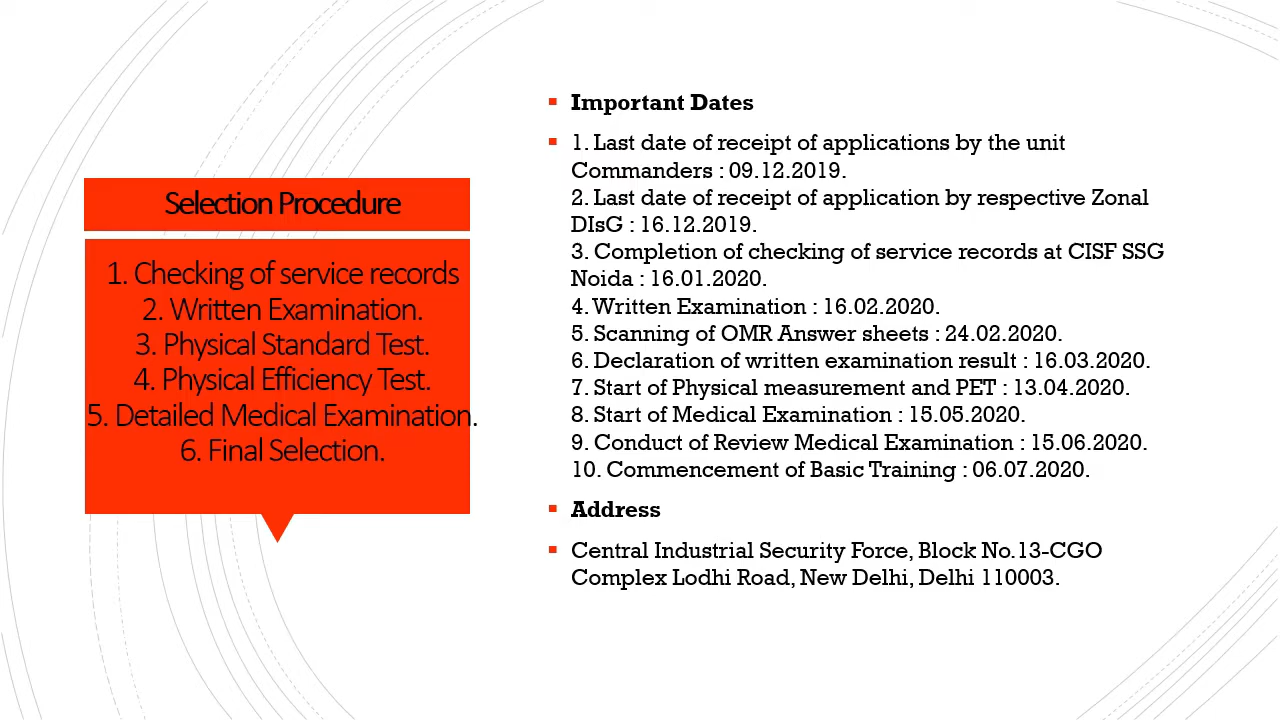 Selection Procedure
1. Checking of service records
2. Written Examination.
3. Physical Standard Test.
4. Physical Efficiency Test.
5. Detailed Medical Examination.
6. Final Selection.
Important Dates
1. Last date of receipt of applications by the unit
Commanders : 09.12.2019.
2. Last date of receipt of application by respective Zonal
DIsG : 16.12.2019.
3. Completion of checking of service records at CISF SSG
Noida : 16.01.2020.
4. Written Examination : 16.02.2020.
5. Scanning of OMR Answer sheets : 24.02.2020.
6. Declaration of written examination result : 16.03.2020.
7. Start of Physical measurement and PET : 13.04.2020.
8. Start of Medical Examination : 15.05.2020.
9. Conduct of Review Medical Examination : 15.06.2020.
10. Commencement of Basic Training : 06.07.2020.
Address
Central Industrial Security Force, Block No.13-CGO
Complex Lodhi Road, New Delhi, Delhi 110003.